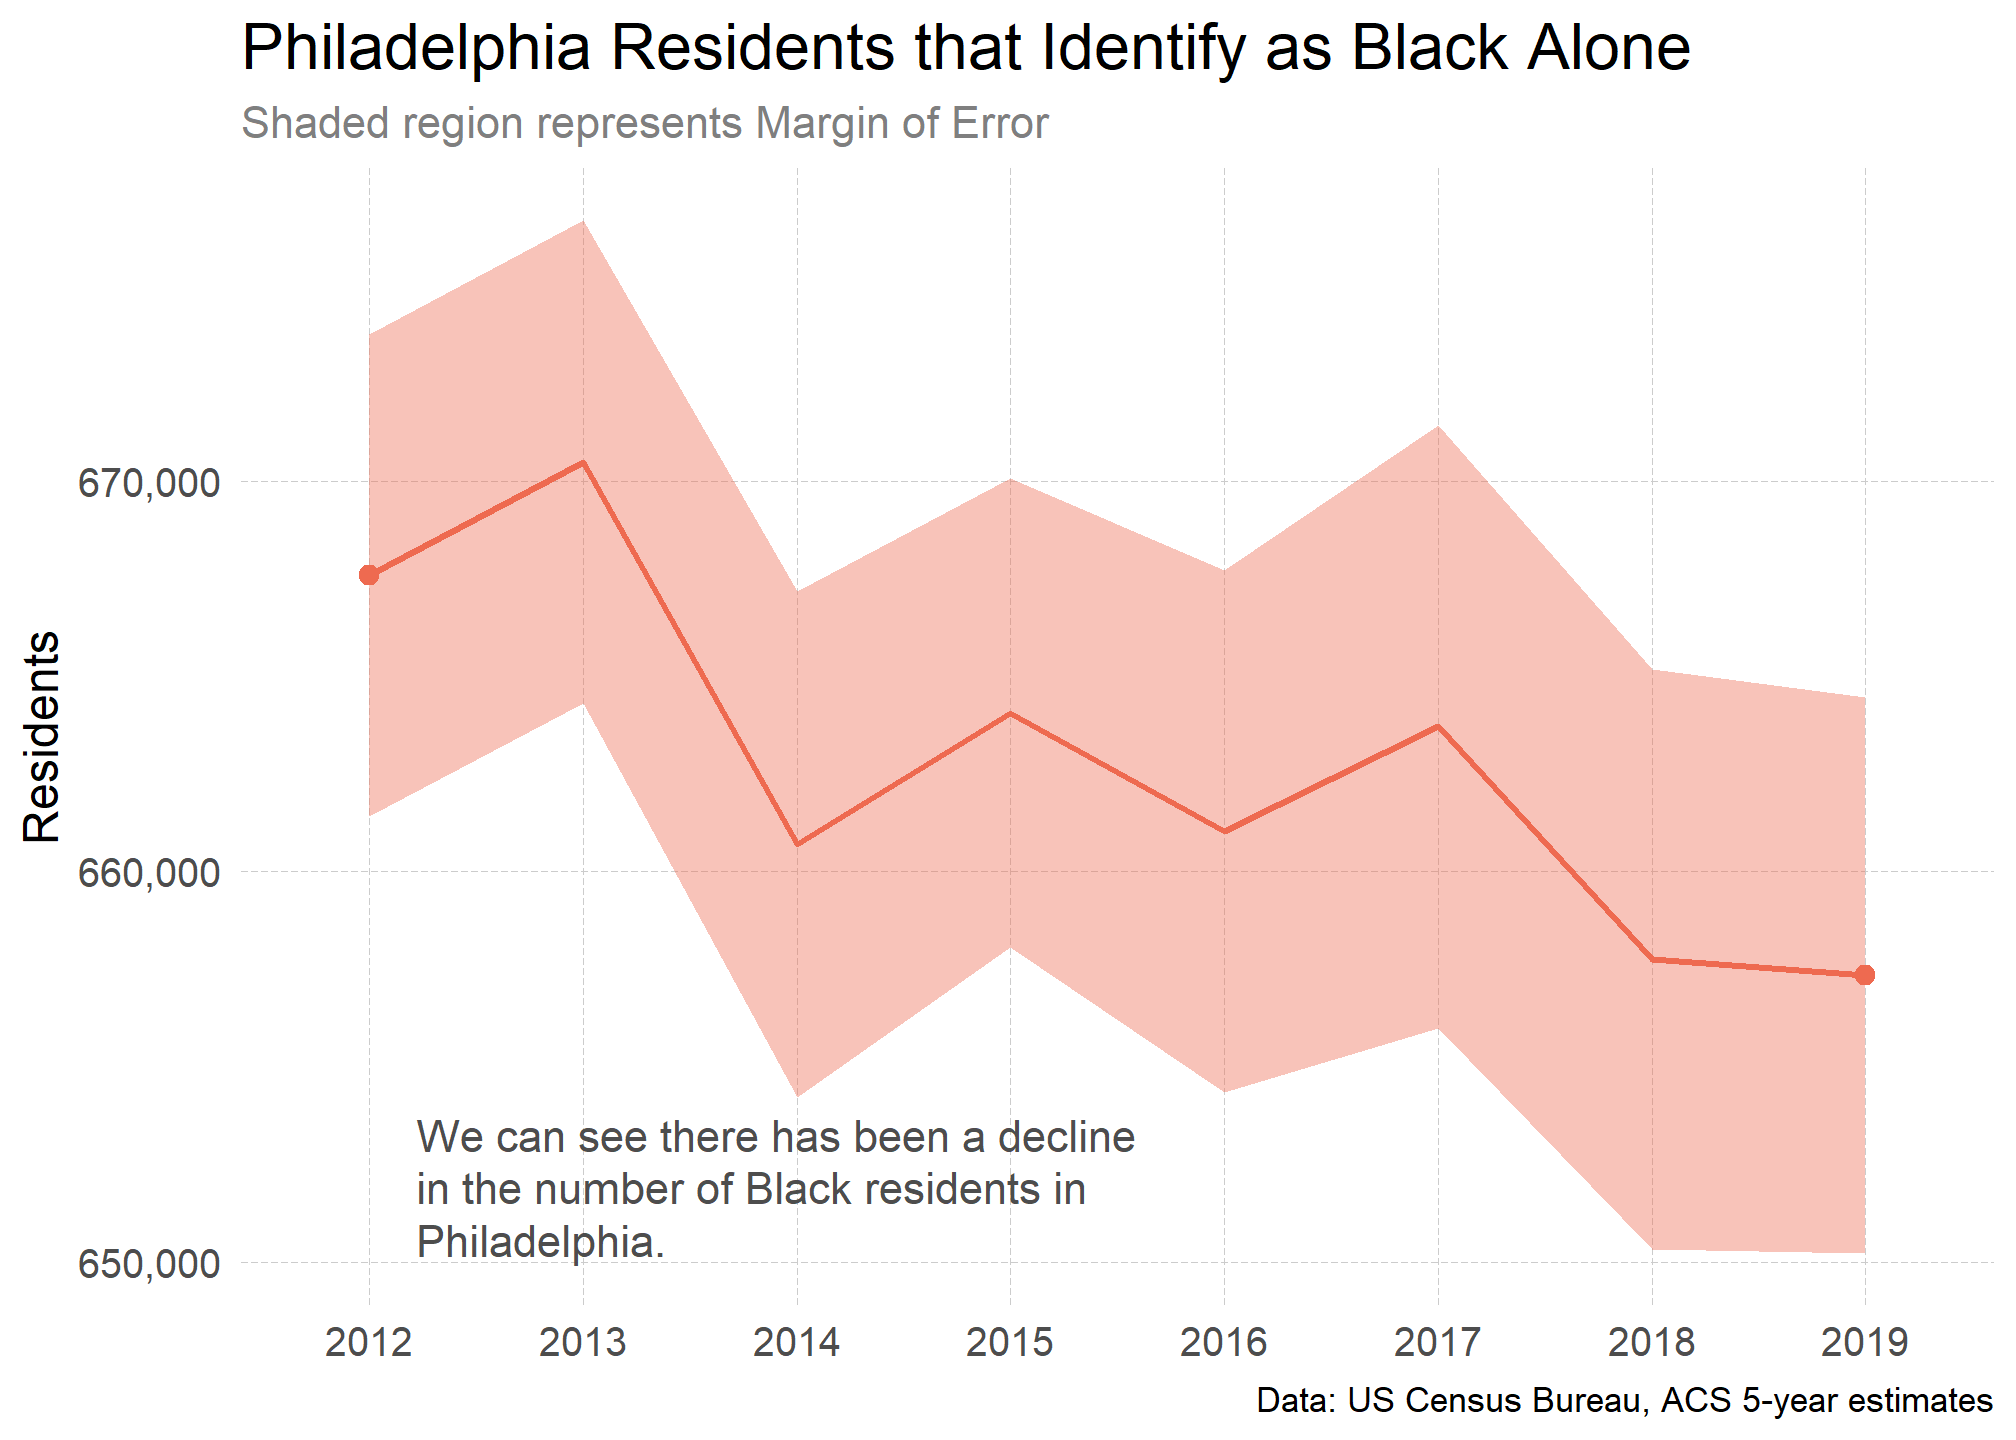 Philadelphia Residents that Identify as Black Alone
Shaded region represents Margin of Error
Residents
670,000
660,000
650,000
We can see there has been a decline
in the number of Black residents in
Philadelphia.
2012 2013 2014 2015 2016 2017 2018 2019
Data: US Census Bureau, ACS 5-year estimates